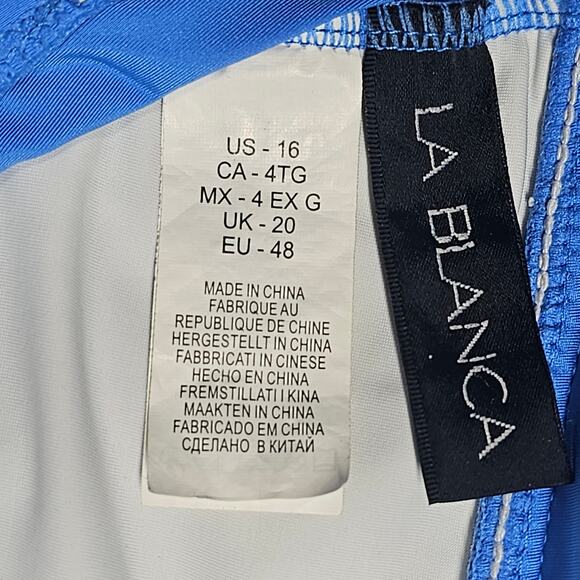 US - 16
CA - 4TG
MX - 4 EX G
UK - 20
EU - 48
MADE IN CHINA
FABRIQUE AU
REPUBLIQUE DE CHINE
HERGESTELLT IN CHINA
FABBRICATI IN CINESE
HECHO EN CHINA
FREMSTILLATI I KINA
MAAKTEN IN CHINA
FABRICADO EM CHINA
СДЕЛАНО В КИТАЙ
LA BLANCA